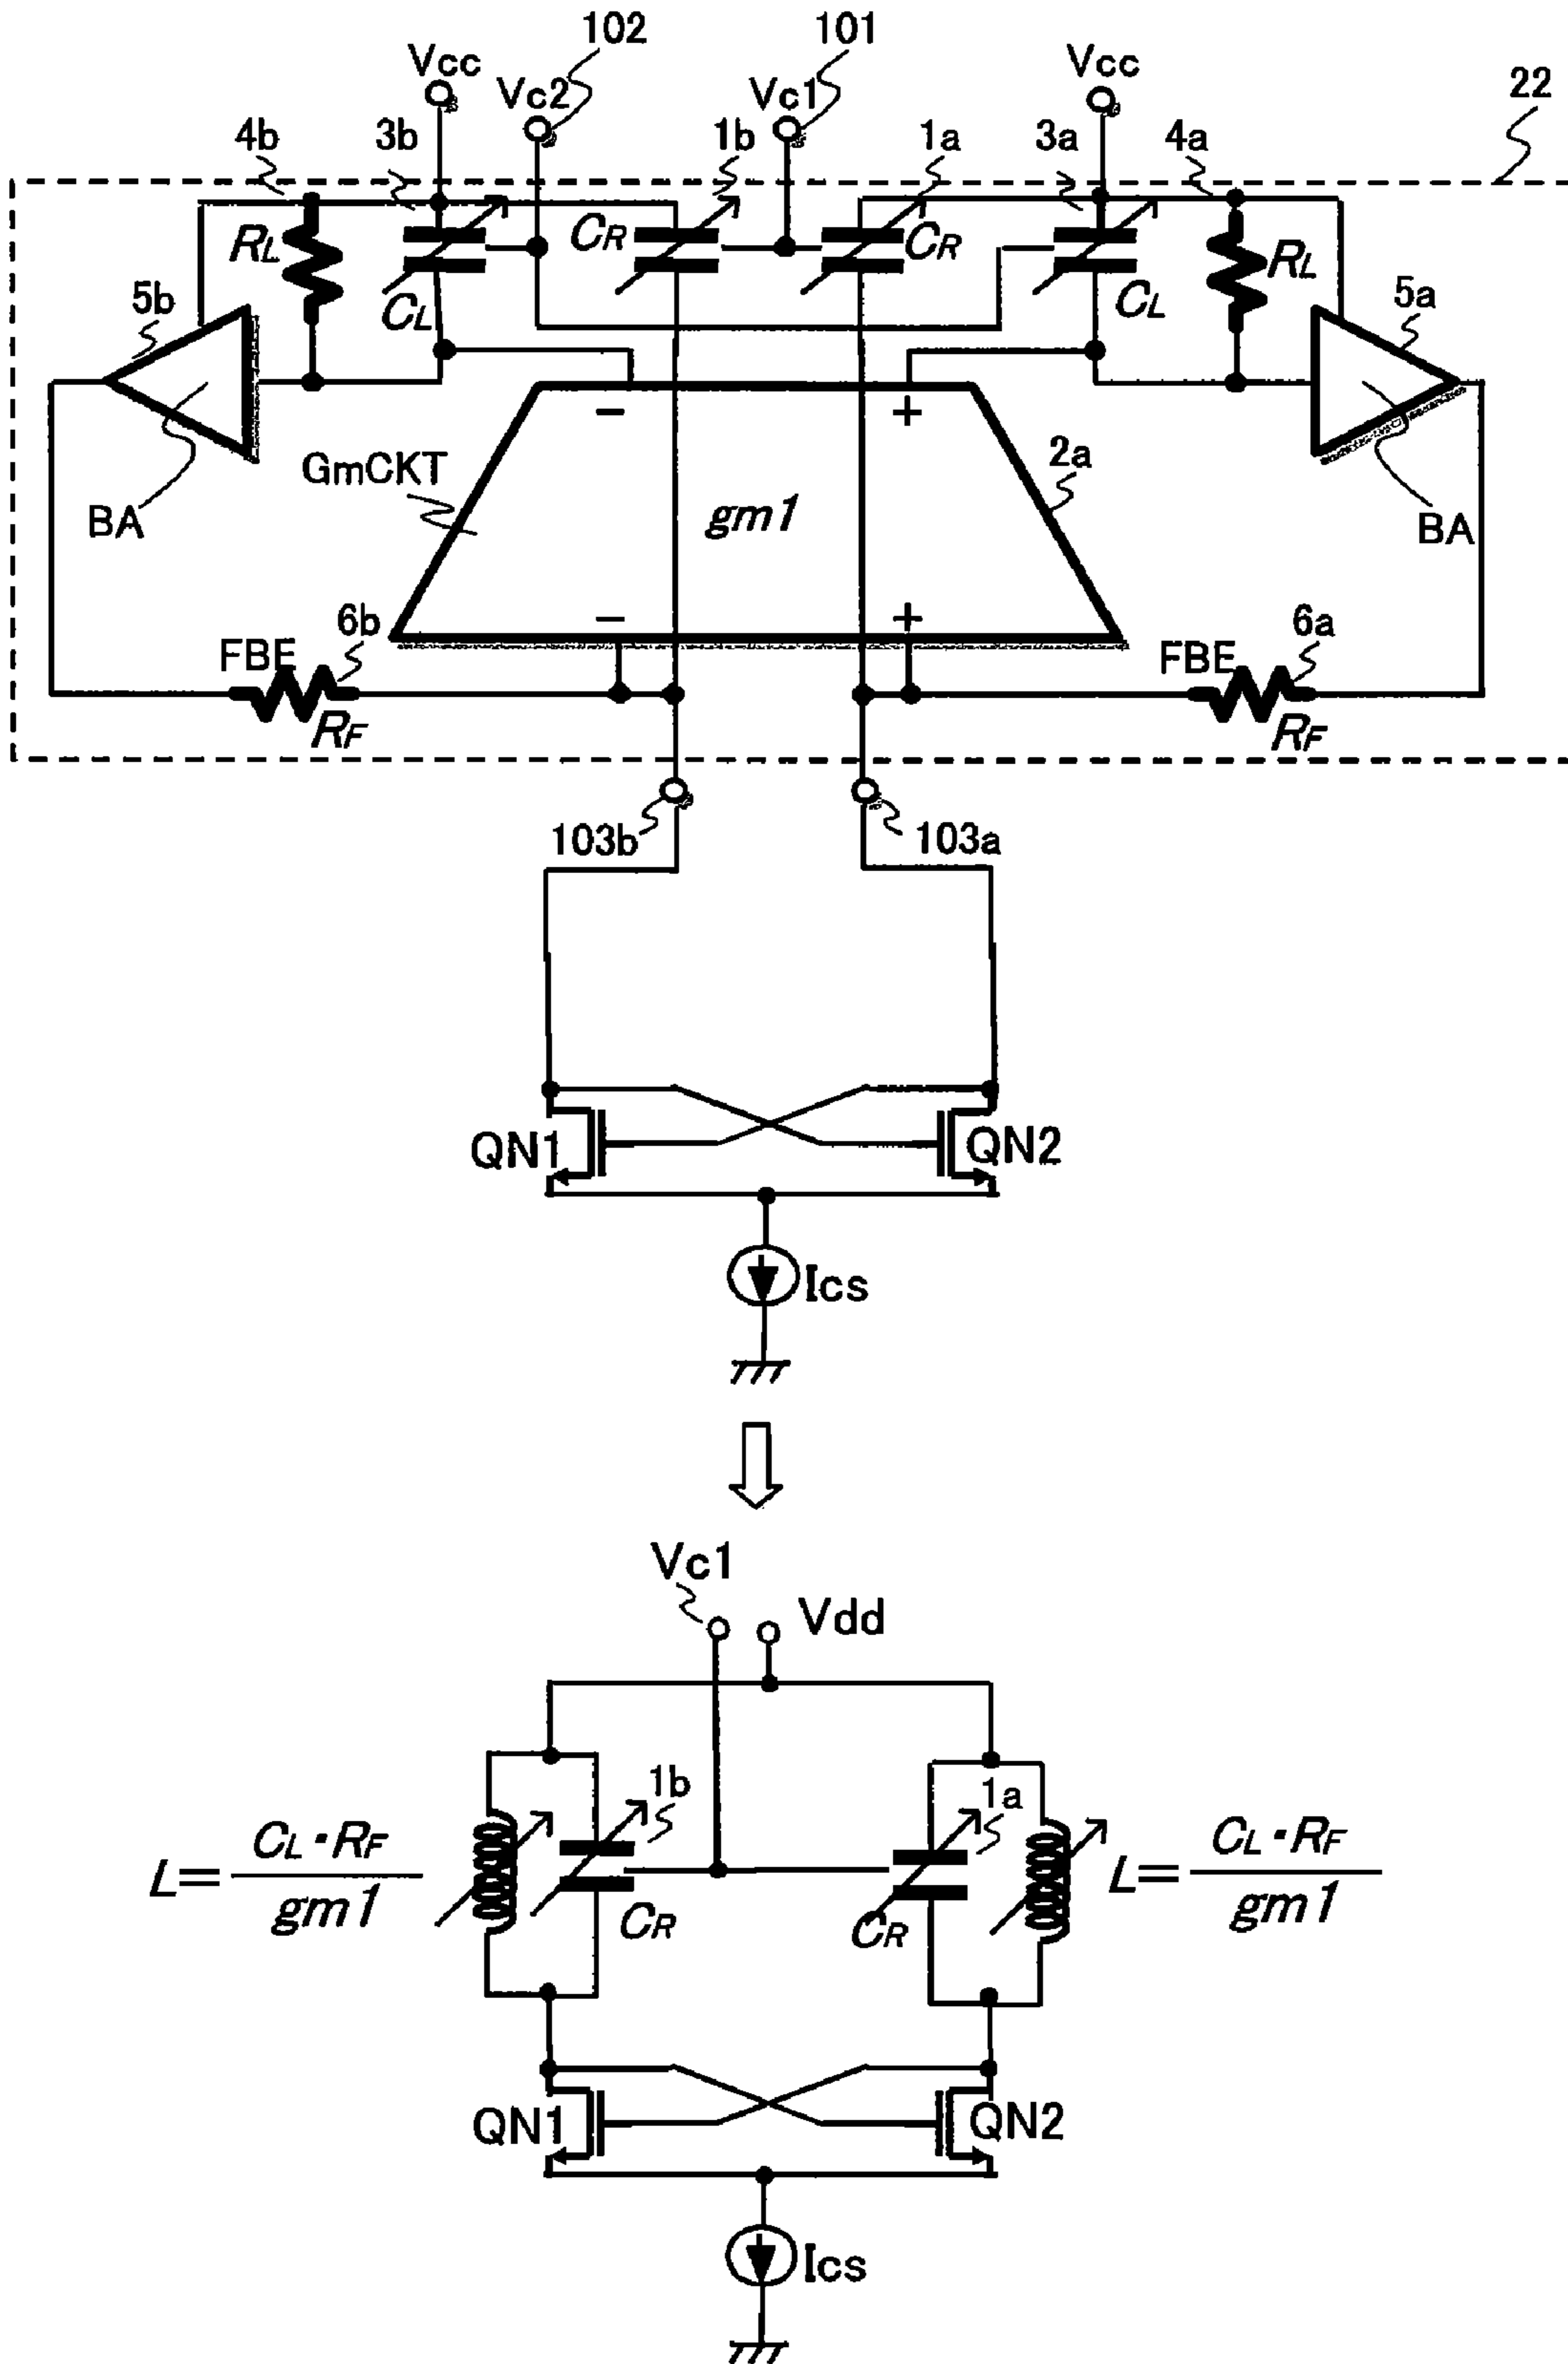 102
101
Vcc
Vc2
Vc1
Vcc
22
4b
3b
1b
1a
3a
4a
RL
CR
CR
RL
5b
CL
CL
5a
−
+
GmCKT
2a
gm1
BA
BA
−
+
FBE
6b
FBE
6a
RF
RF
103b
103a
QN1
QN2
Ics
Vc1
Vdd
1b
1a
L=CL・RF/gm1
L=CL・RF/gm1
CR
CR
QN1
QN2
Ics